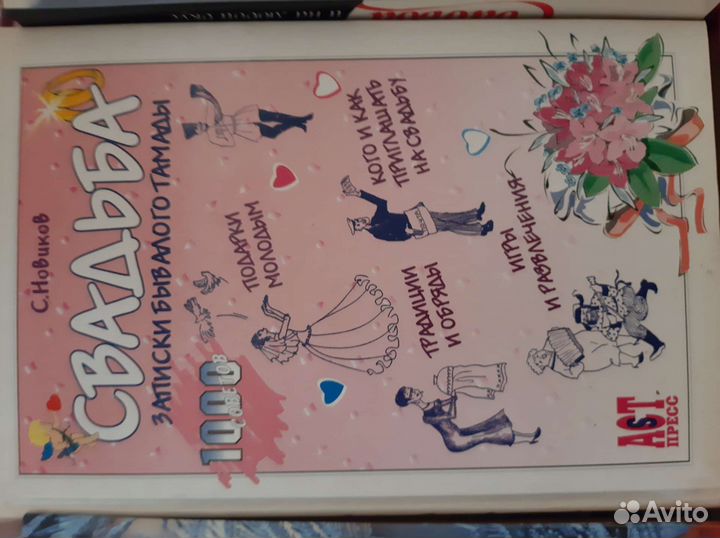 С. Новиков
СВАДЬБА
ЗАПИСКИ БЫВАЛОГО ТАМАДЫ
1000
СОВЕТОВ
ПОДАРКИ
МОЛОДЫМ
КОГО И КАК
ПРИГЛАШАТЬ
НА СВАДЬБУ
ТРАДИЦИИ
И ОБРЯДЫ
ИГРЫ
И РАЗВЛЕЧЕНИЯ
АСТ
ПРЕСС
Avito